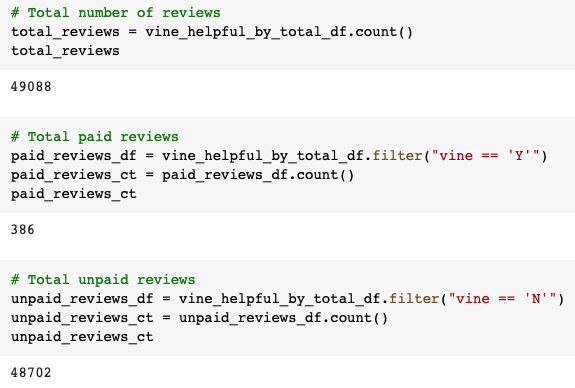 # Total number of reviews
total_reviews = vine_helpful_by_total_df.count()
total_reviews
49088
# Total paid reviews
paid_reviews_df = vine_helpful_by_total_df.filter("vine == 'Y'")
paid_reviews_ct = paid_reviews_df.count()
paid_reviews_ct
386
# Total unpaid reviews
unpaid_reviews_df = vine_helpful_by_total_df.filter("vine == 'N'")
unpaid_reviews_ct = unpaid_reviews_df.count()
unpaid_reviews_ct
48702